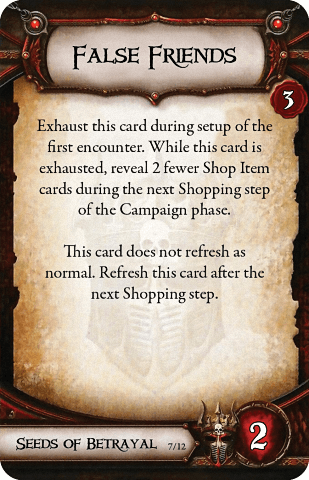 False Friends
3
Exhaust this card during setup of the
first encounter. While this card is
exhausted, reveal 2 fewer Shop Item
cards during the next Shopping step
of the Campaign phase.
This card does not refresh as
normal. Refresh this card after the
next Shopping step.
Seeds of Betrayal 7/12
2